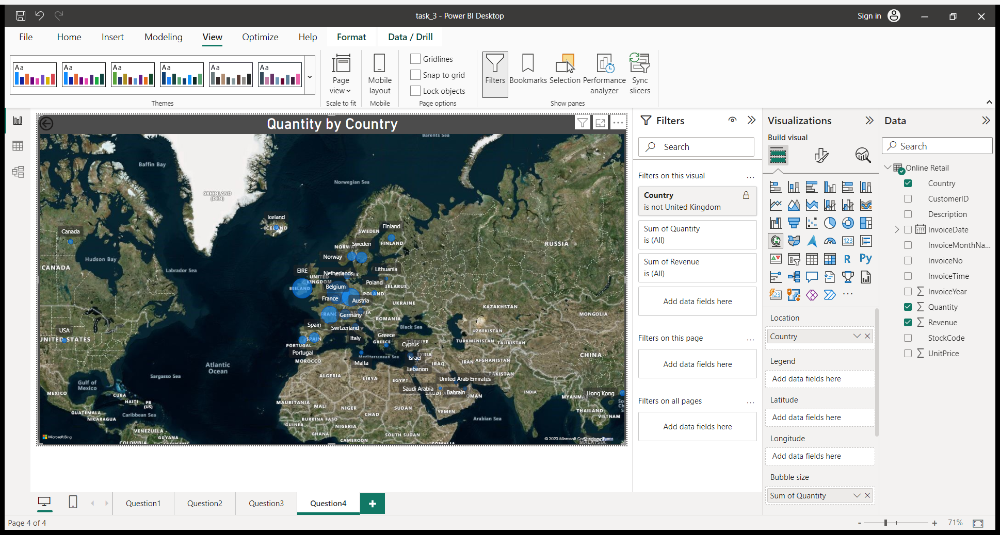 task_3 - Power BI Desktop
Sign in
File Home Insert Modeling View Optimize Help Format Data / Drill
Aa Aa Aa Aa Aa Aa
Themes
Page view
Scale to fit
Mobile layout
Mobile
Gridlines
Snap to grid
Lock objects
Page options
Filters
Bookmarks
Selection
Performance analyzer
Sync slicers
Show panes
Quantity by Country
Barents Sea
Baffin Bay
Norwegian Sea
GREENLAND
(DEN)
Iceland
ICELAND
Canada
Finland
SWEDEN
FINLAND
Sweden
RUSSIA
Norway
Hudson Bay
CANADA
Labrador Sea
EIRE
Netherlands
Lithuania
UNITED
KINGDOM
IRELAND
Belgium
Poland
POLAND
France
Austria
UKRAINE
KAZAKHSTAN
Germany
ROMANIA
MONGOLIA
Spain
Switzerland
Black Sea
UZBEKISTAN
USA
UNITED STATES
Italy
Greece
GREECE
Cyprus
TURKMENISTAN
TAJIKISTAN
PORTUGAL
SPAIN
Portugal
Mediterranean Sea
Israel
CHINA
MOROCCO
Malta
Lebanon
IRAQ
IRAN
AFGHANISTAN
Atlantic
Ocean
Sargasso Sea
ALGERIA
LIBYA
EGYPT
United Arab Emirates
PAKISTAN
Gulf of
Mexico
MEXICO
Saudi Arabia
Bahrain
INDIA
Hong Kong
CUBA
HAITI
PR
(US)
MAURITANIA
MALI
NIGER
SUDAN
YEMEN
THAILAND
VIETNAM
GUATEMALA
NICARAGUA
Caribbean Sea
CHAD
BURKINA FASO
GUINEA
NIGERIA
Arabian Sea
VENEZUELA
GUYANA
GHANA
CAMEROON
SOUTH SUDAN
Microsoft Bing
© 2023 Microsoft Corporation Terms
Filters
Search
Filters on this visual
Country
is not United Kingdom
Sum of Quantity
is (All)
Sum of Revenue
is (All)
Add data fields here
Filters on this page
Add data fields here
Filters on all pages
Add data fields here
Visualizations
Build visual
123
R
Py
123
Location
Country
Legend
Add data fields here
Latitude
Add data fields here
Longitude
Add data fields here
Bubble size
Sum of Quantity
Data
Search
Online Retail
Country
CustomerID
Description
InvoiceDate
InvoiceMonthNa...
InvoiceNo
InvoiceTime
InvoiceYear
Quantity
Revenue
StockCode
UnitPrice
Question1 Question2 Question3 Question4
Page 4 of 4
71%